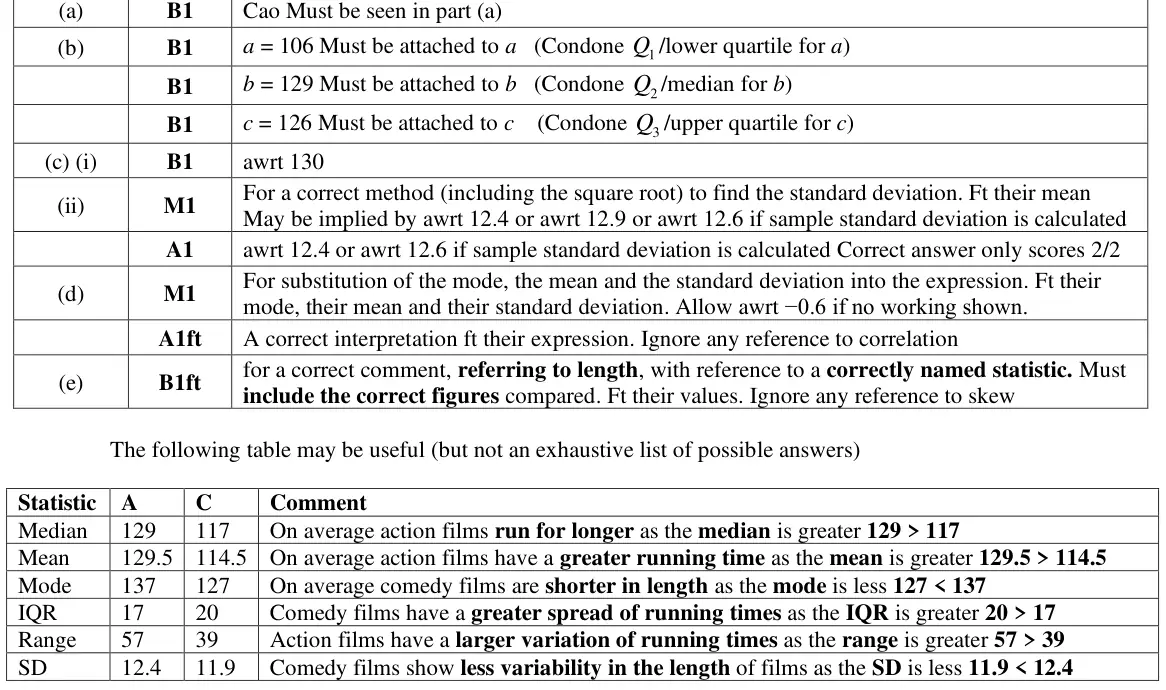 (a) B1 Cao Must be seen in part (a)
(b) B1 a = 106 Must be attached to a (Condone Q₁/lower quartile for a)
B1 b = 129 Must be attached to b (Condone Q₂/median for b)
B1 c = 126 Must be attached to c (Condone Q₃/upper quartile for c)
(c) (i) B1 awrt 130
(ii) M1 For a correct method (including the square root) to find the standard deviation. Ft their mean
May be implied by awrt 12.4 or awrt 12.9 or awrt 12.6 if sample standard deviation is calculated
A1 awrt 12.4 or awrt 12.6 if sample standard deviation is calculated Correct answer only scores 2/2
(d) M1 For substitution of the mode, the mean and the standard deviation into the expression. Ft their
mode, their mean and their standard deviation. Allow awrt −0.6 if no working shown.
A1ft A correct interpretation ft their expression. Ignore any reference to correlation
(e) B1ft for a correct comment, referring to length, with reference to a correctly named statistic. Must
include the correct figures compared. Ft their values. Ignore any reference to skew
The following table may be useful (but not an exhaustive list of possible answers)
Statistic A C Comment
Median 129 117 On average action films run for longer as the median is greater 129 > 117
Mean 129.5 114.5 On average action films have a greater running time as the mean is greater 129.5 > 114.5
Mode 137 127 On average comedy films are shorter in length as the mode is less 127 < 137
IQR 17 20 Comedy films have a greater spread of running times as the IQR is greater 20 > 17
Range 57 39 Action films have a larger variation of running times as the range is greater 57 > 39
SD 12.4 11.9 Comedy films show less variability in the length of films as the SD is less 11.9 < 12.4